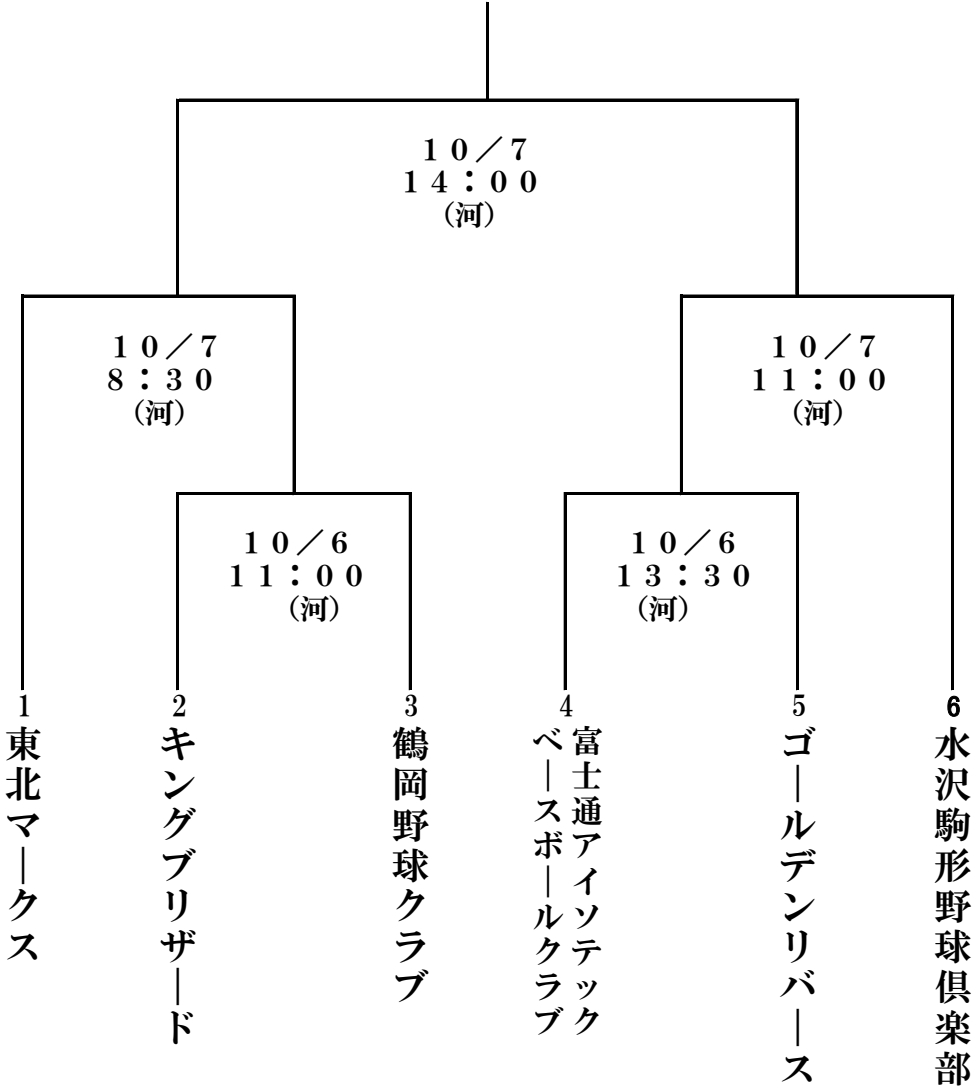 10／7
14：00
（河）
10／7
8：30
（河）
10／7
11：00
（河）
10／6
11：00
（河）
10／6
13：30
（河）
1
東北マークス
2
キングブリザード
3
鶴岡野球クラブ
4
富士通アイソテック
ベースボールクラブ
5
ゴールデンリバース
6
水沢駒形野球倶楽部